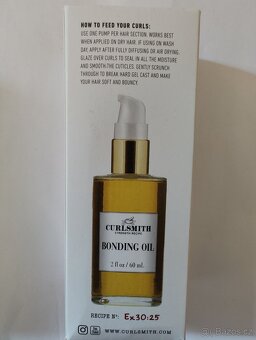 HOW TO FEED YOUR CURLS:
USE ONE PUMP PER HAIR SECTION. WORKS BEST
WHEN APPLIED ON DRY HAIR. IF USING ON WASH
DAY, APPLY AFTER FULLY DIFFUSING OR AIR DRYING.
GLAZE OVER CURLS TO SEAL IN ALL THE MOISTURE
AND SMOOTH THE CUTICLES. GENTLY SCRUNCH
THROUGH TO BREAK HARD GEL CAST AND MAKE
YOUR HAIR SOFT AND BOUNCY.
CURLSMITH
STRENGTH RECIPE
BONDING OIL
2 fl oz / 60 mL
RECIPE Nº: Ex30:25
WWW.CURLSMITH.COM